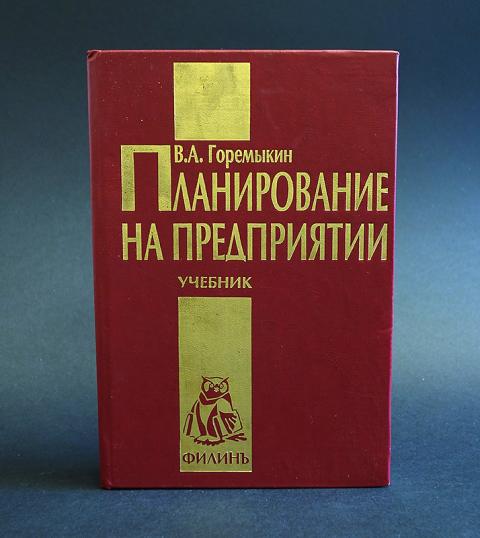 В.А. Горемыкин
Планирование
на предприятии
учебник
филинъ